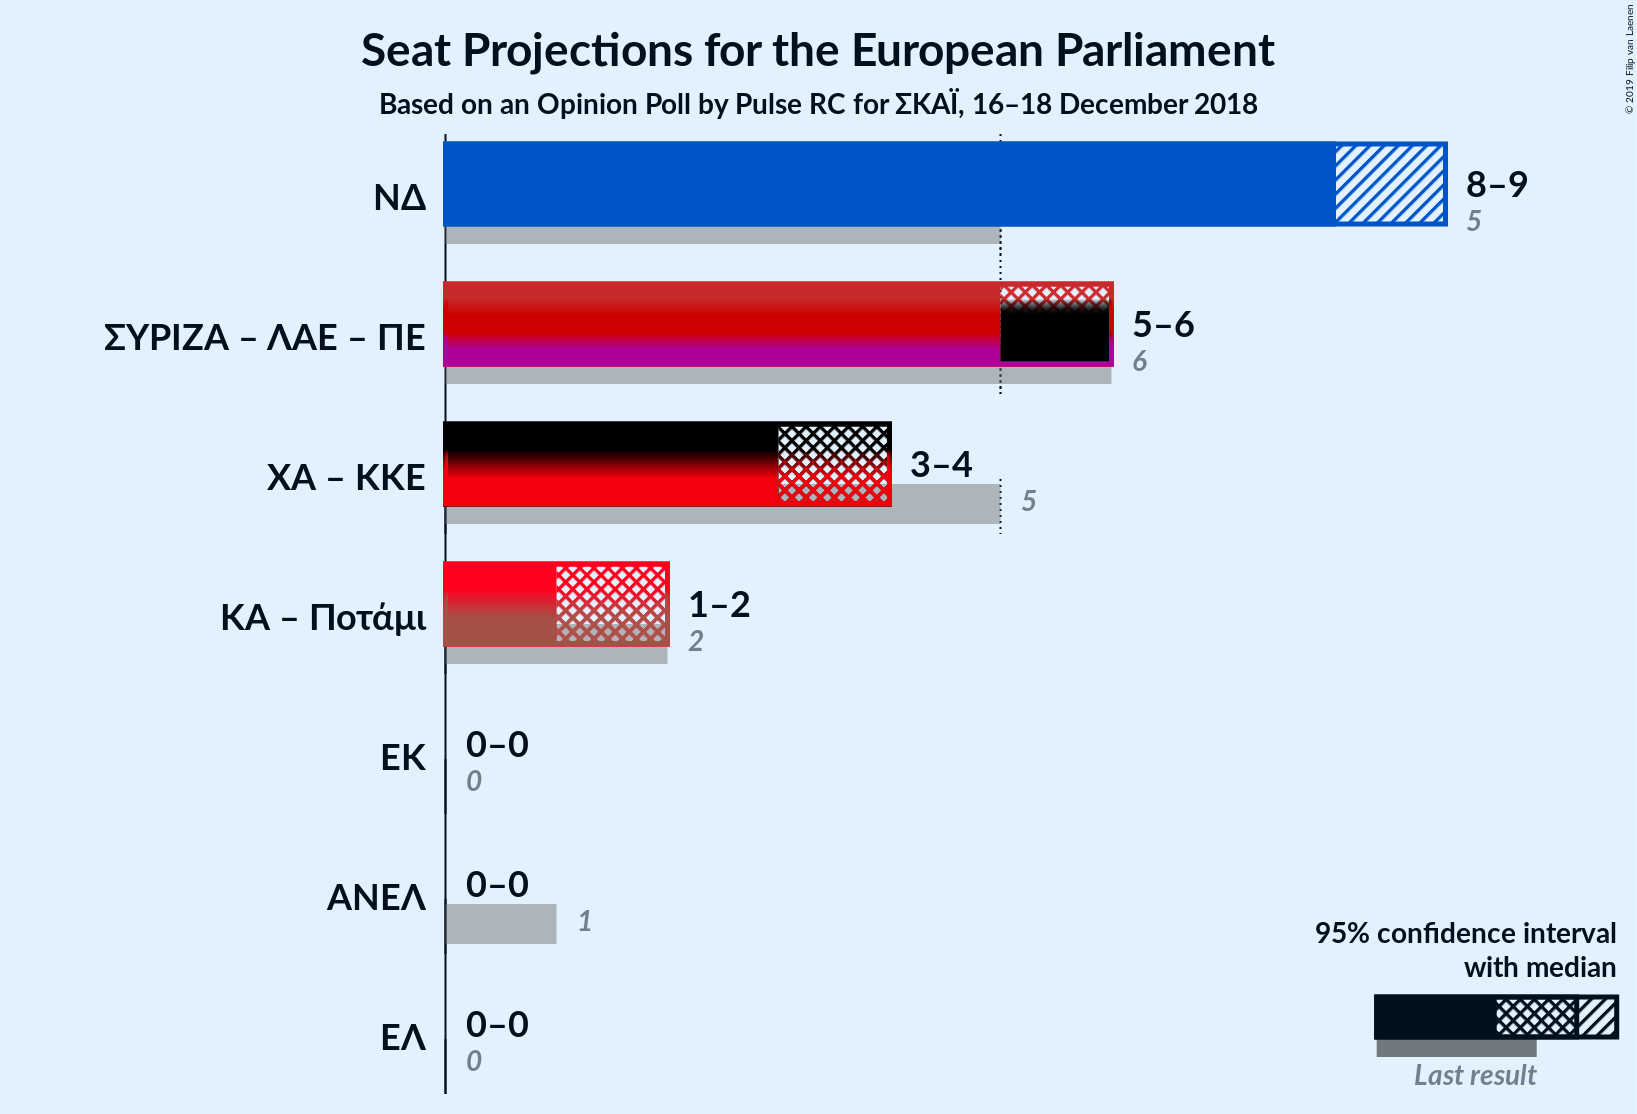 Seat Projections for the European Parliament
Based on an Opinion Poll by Pulse RC for ΣΚΑΪ, 16–18 December 2018
© 2019 Filip van Laenen
ΝΔ
8–9
5
ΣΥΡΙΖΑ – ΛΑΕ – ΠΕ
5–6
6
ΧΑ – ΚΚΕ
3–4
5
ΚΑ – Ποτάμι
1–2
2
ΕΚ
0–0
0
ΑΝΕΛ
0–0
1
ΕΛ
0–0
0
95% confidence interval
with median
Last result